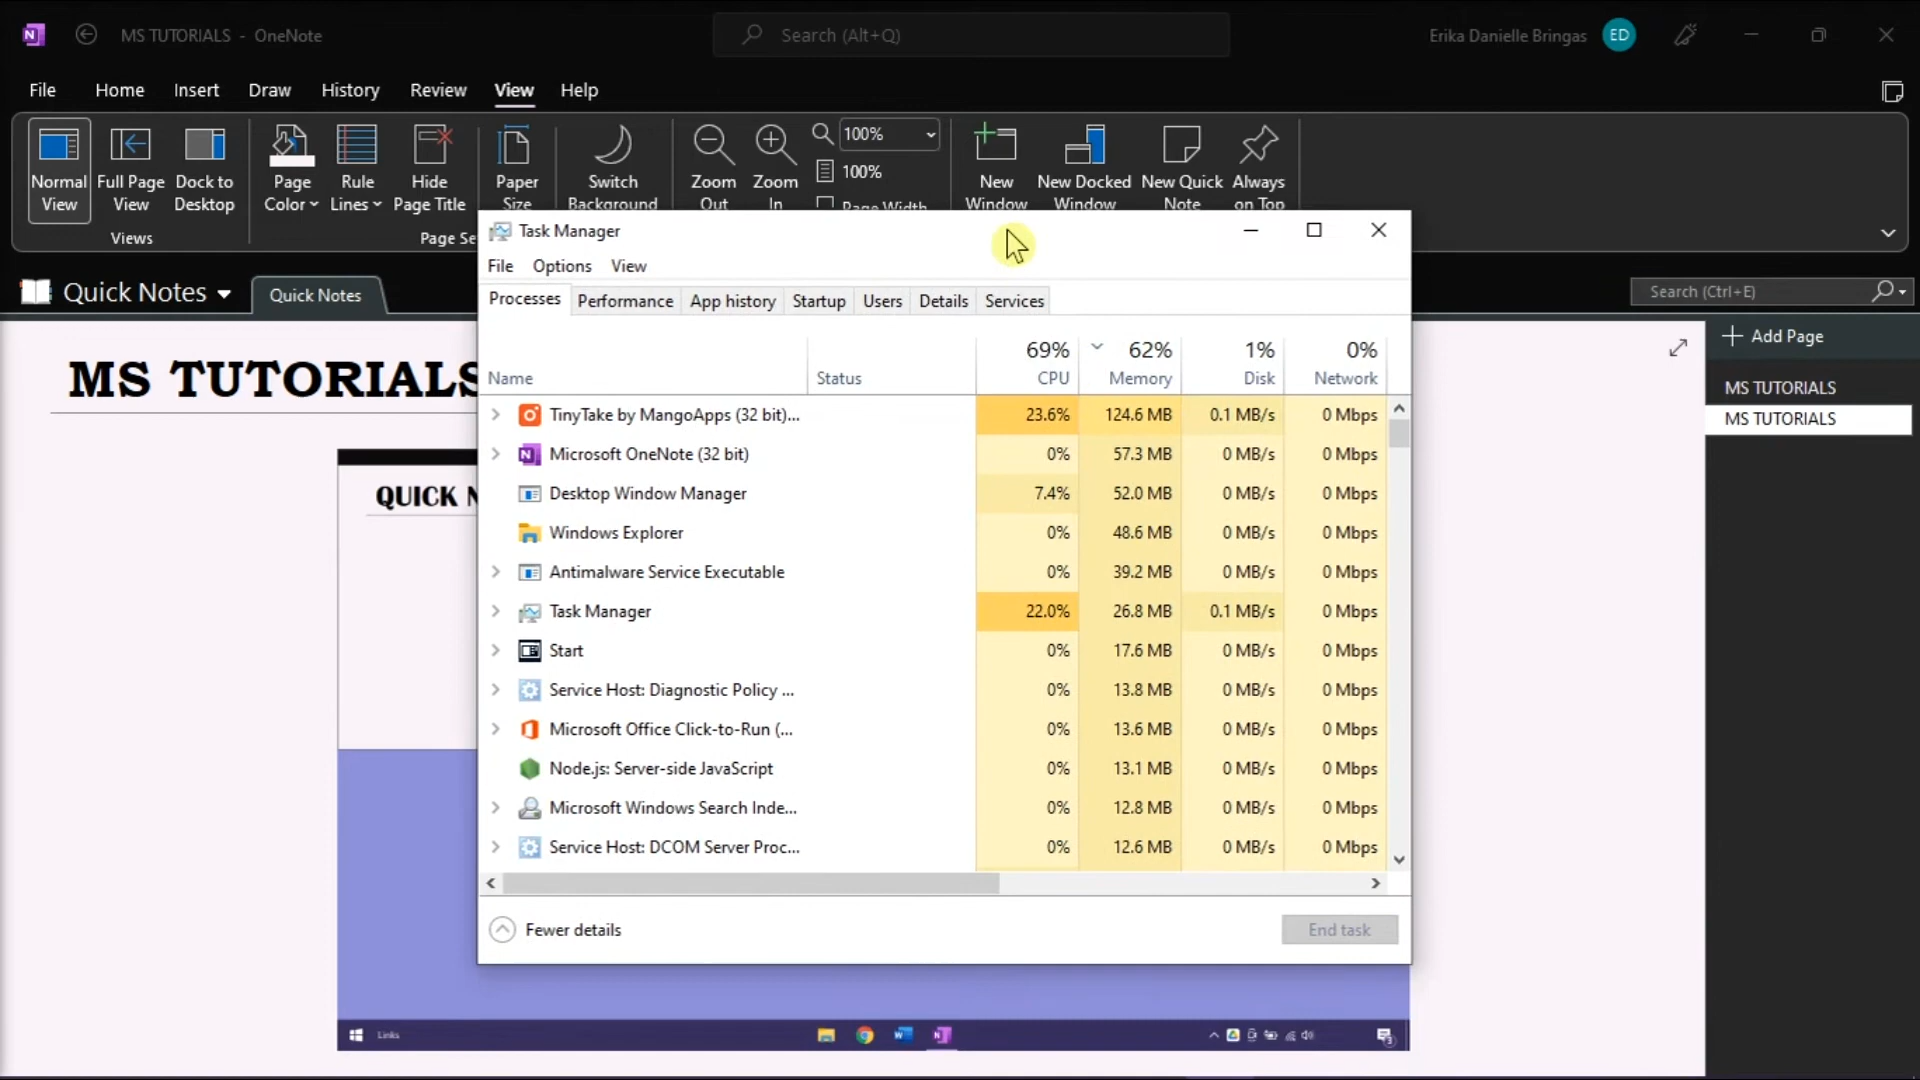 MS TUTORIALS - OneNote
Search (Alt+Q)
Erika Danielle Bringas
ED
File Home Insert Draw History Review View Help
Normal View
Full Page View
Dock to Desktop
Views
Page Color
Rule Lines
Hide Page Title
Paper Size
Page Se
Switch Background
Zoom Out
Zoom In
100%
100%
Page Width
New Window
New Docked Window
New Quick Note
Always on Top
Quick Notes
Quick Notes
Search (Ctrl+E)
MS TUTORIALS
QUICK N
Add Page
MS TUTORIALS
MS TUTORIALS
Task Manager
File Options View
Processes Performance App history Startup Users Details Services
69% 62% 1% 0%
Name Status CPU Memory Disk Network
TinyTake by MangoApps (32 bit)... 23.6% 124.6 MB 0.1 MB/s 0 Mbps
Microsoft OneNote (32 bit) 0% 57.3 MB 0 MB/s 0 Mbps
Desktop Window Manager 7.4% 52.0 MB 0 MB/s 0 Mbps
Windows Explorer 0% 48.6 MB 0 MB/s 0 Mbps
Antimalware Service Executable 0% 39.2 MB 0 MB/s 0 Mbps
Task Manager 22.0% 26.8 MB 0.1 MB/s 0 Mbps
Start 0% 17.6 MB 0 MB/s 0 Mbps
Service Host: Diagnostic Policy ... 0% 13.8 MB 0 MB/s 0 Mbps
Microsoft Office Click-to-Run (... 0% 13.6 MB 0 MB/s 0 Mbps
Node.js: Server-side JavaScript 0% 13.1 MB 0 MB/s 0 Mbps
Microsoft Windows Search Inde... 0% 12.8 MB 0 MB/s 0 Mbps
Service Host: DCOM Server Proc... 0% 12.6 MB 0 MB/s 0 Mbps
Fewer details
End task
Links